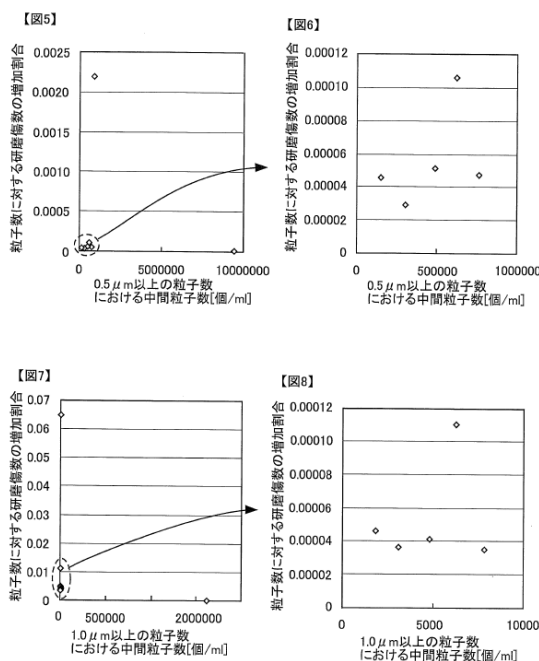 【図5】
粒子数に対する研磨傷数の増加割合
0.0025
0.0020
0.0010
0.0005
0
0
5000000
10000000
0.5μm以上の粒子数
における中間粒子数[個/ml]
【図6】
粒子数に対する研磨傷数の増加割合
0.00012
0.00010
0.00008
0.00006
0.00004
0.00002
0
0
500000
1000000
0.5μm以上の粒子数
における中間粒子数[個/ml]
【図7】
粒子数に対する研磨傷数の増加割合
0.07
0.06
0.05
0.04
0.03
0.02
0.01
0
0
500000
2000000
1.0μm以上の粒子数
における中間粒子数[個/ml]
【図8】
粒子数に対する研磨傷数の増加割合
0.00012
0.00010
0.00008
0.00006
0.00004
0.00002
0
0
5000
10000
1.0μm以上の粒子数
における中間粒子数[個/ml]